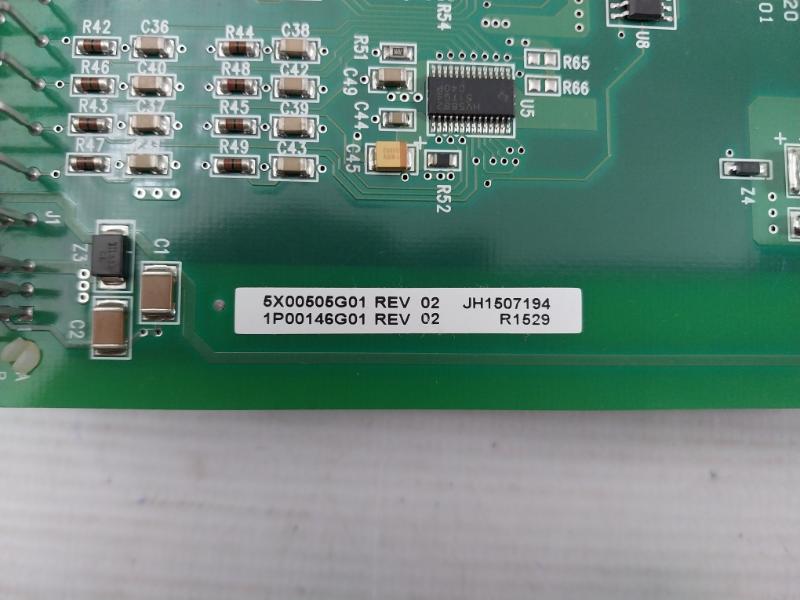 R54
20
01
U8
R42 C36 R44 C38
R51
R65
R46 C40 R48 C42
C49
R66
U5
R43 C37 R45 C39
C44
R47 R49 C43
C45
R52
Z4
J1
Z3
C1
C2
5X00505G01 REV 02 JH1507194
1P00146G01 REV 02 R1529
A